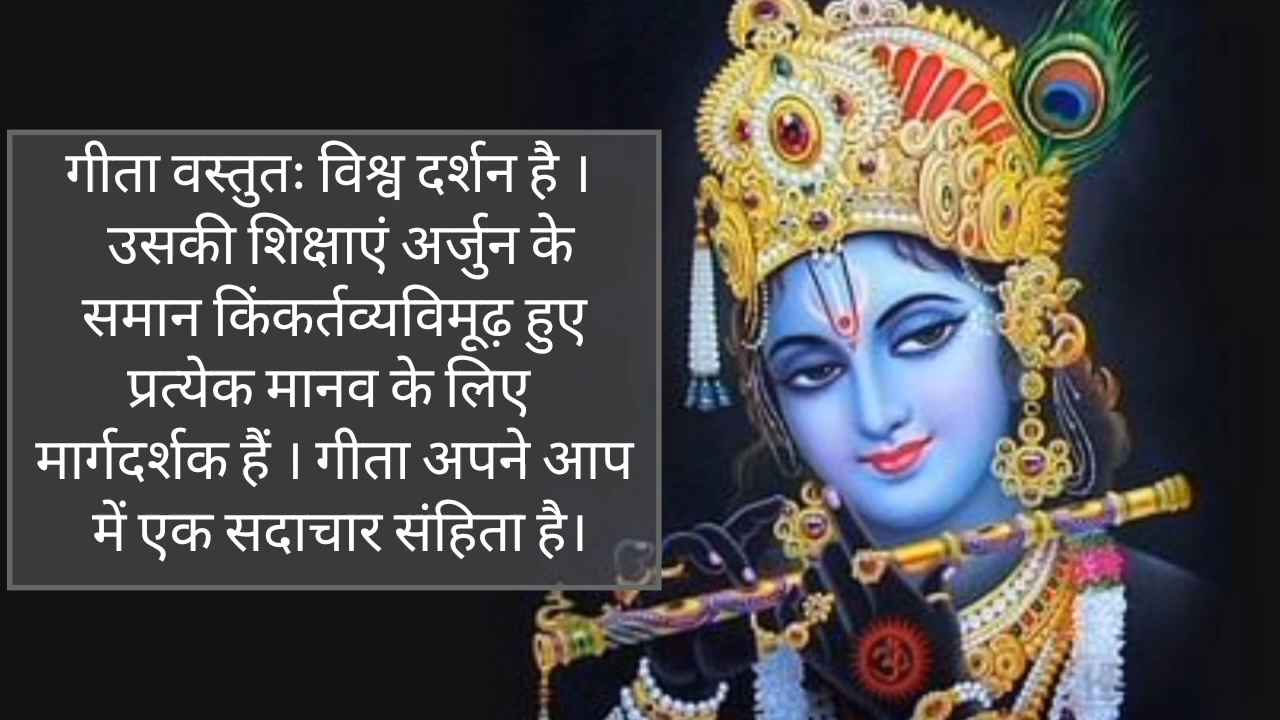 गीता वस्तुतः विश्व दर्शन है ।
उसकी शिक्षाएं अर्जुन के
समान किंकर्तव्यविमूढ़ हुए
प्रत्येक मानव के लिए
मार्गदर्शक हैं । गीता अपने आप
में एक सदाचार संहिता है।
ॐ